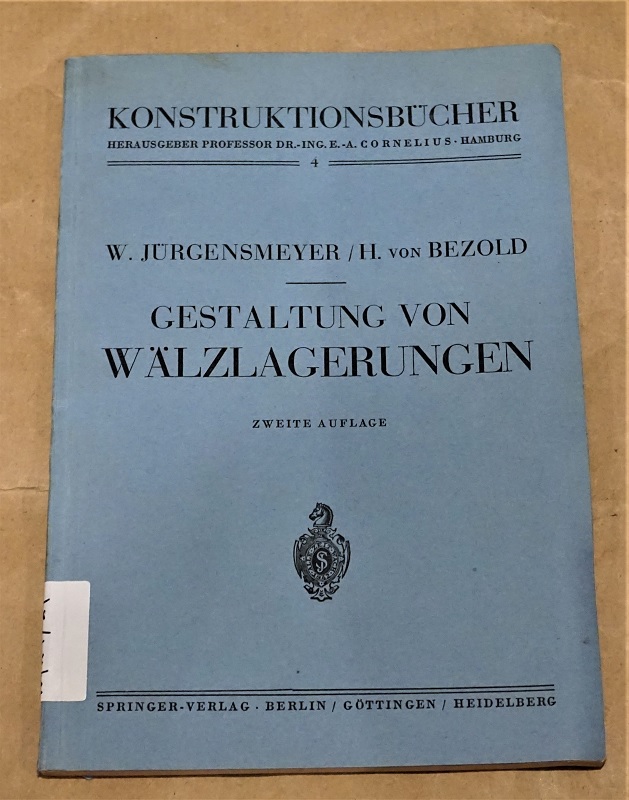 KONSTRUKTIONSBÜCHER
HERAUSGEBER PROFESSOR DR.-ING. E.-A. CORNELIUS · HAMBURG
4
W. JÜRGENSMEYER / H. VON BEZOLD
GESTALTUNG VON
WÄLZLAGERUNGEN
ZWEITE AUFLAGE
SPRINGER-VERLAG · BERLIN / GÖTTINGEN / HEIDELBERG